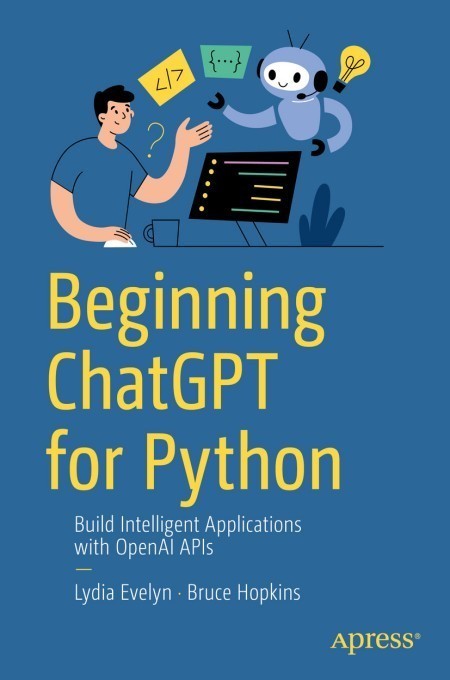 </>
{...}
?
Beginning
ChatGPT
for Python
Build Intelligent Applications
with OpenAI APIs
Lydia Evelyn · Bruce Hopkins
Apress®